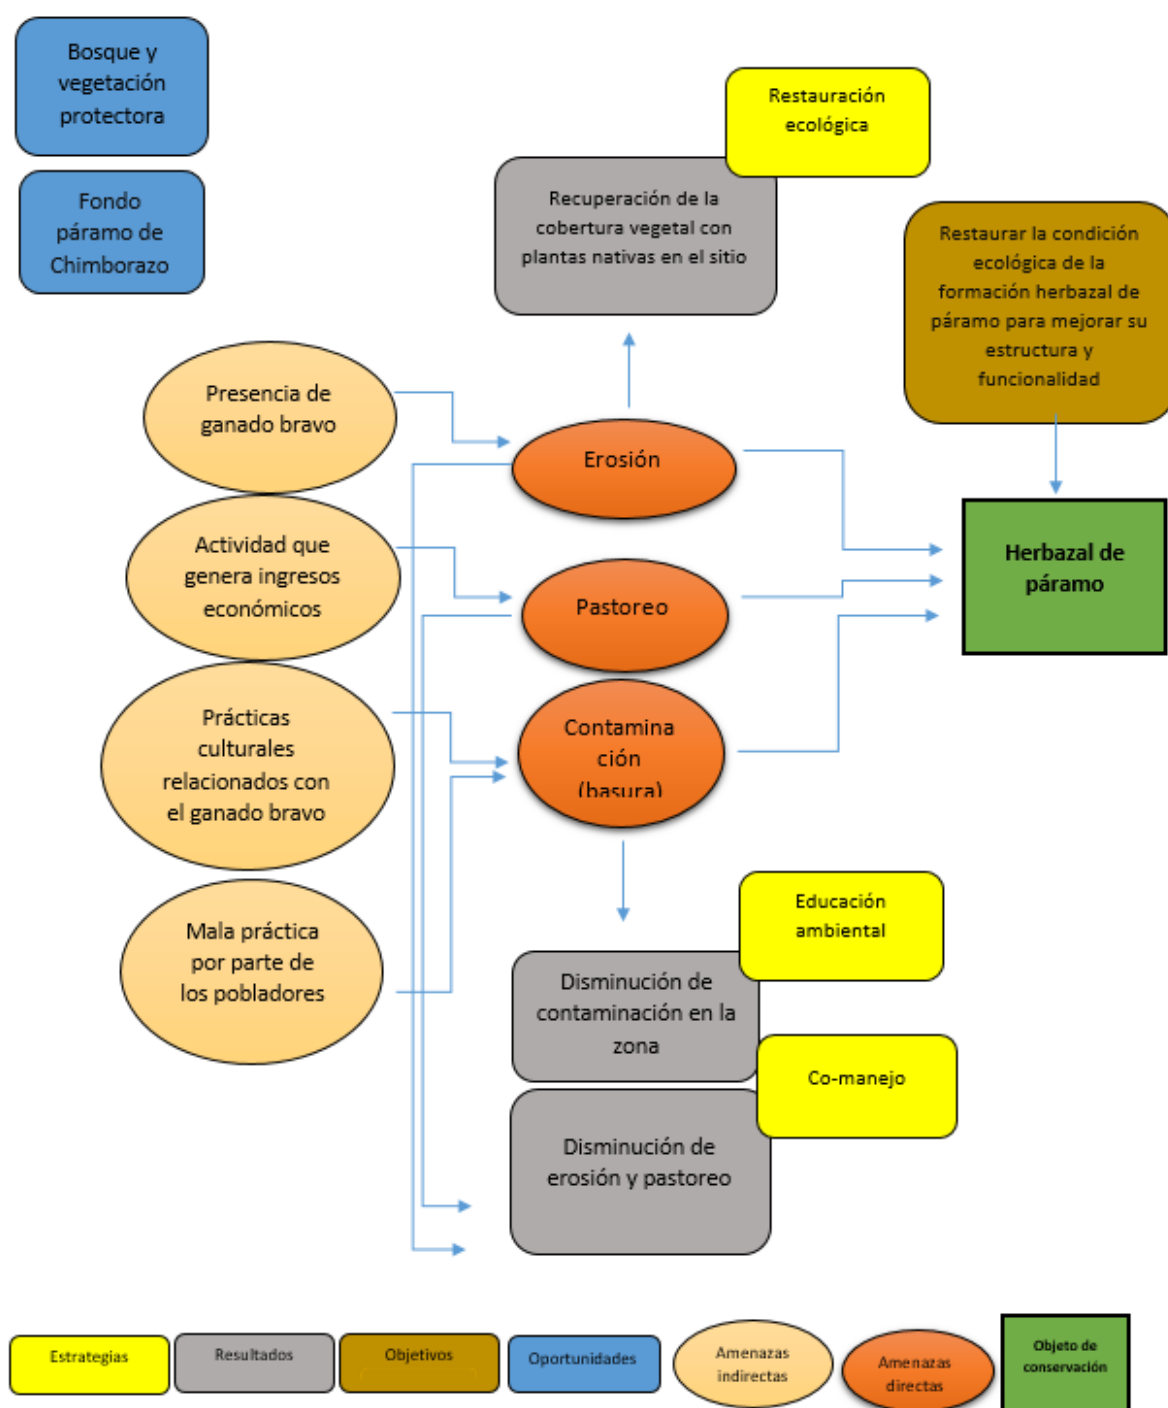 Bosque y
vegetación
protectora
Fondo
páramo de
Chimborazo
Restauración
ecológica
Recuperación de la
cobertura vegetal con
plantas nativas en el sitio
Restaurar la condición
ecológica de la
formación herbazal de
páramo para mejorar su
estructura y
funcionalidad
Presencia de
ganado bravo
Erosión
Actividad que
genera ingresos
económicos
Pastoreo
Herbazal de
páramo
Prácticas
culturales
relacionados con
el ganado bravo
Contamina
ción
(basura)
Mala práctica
por parte de
los pobladores
Educación
ambiental
Disminución de
contaminación en la
zona
Co-manejo
Disminución de
erosión y pastoreo
Estrategias
Resultados
Objetivos
Oportunidades
Amenazas
indirectas
Amenazas
directas
Objeto de
conservación